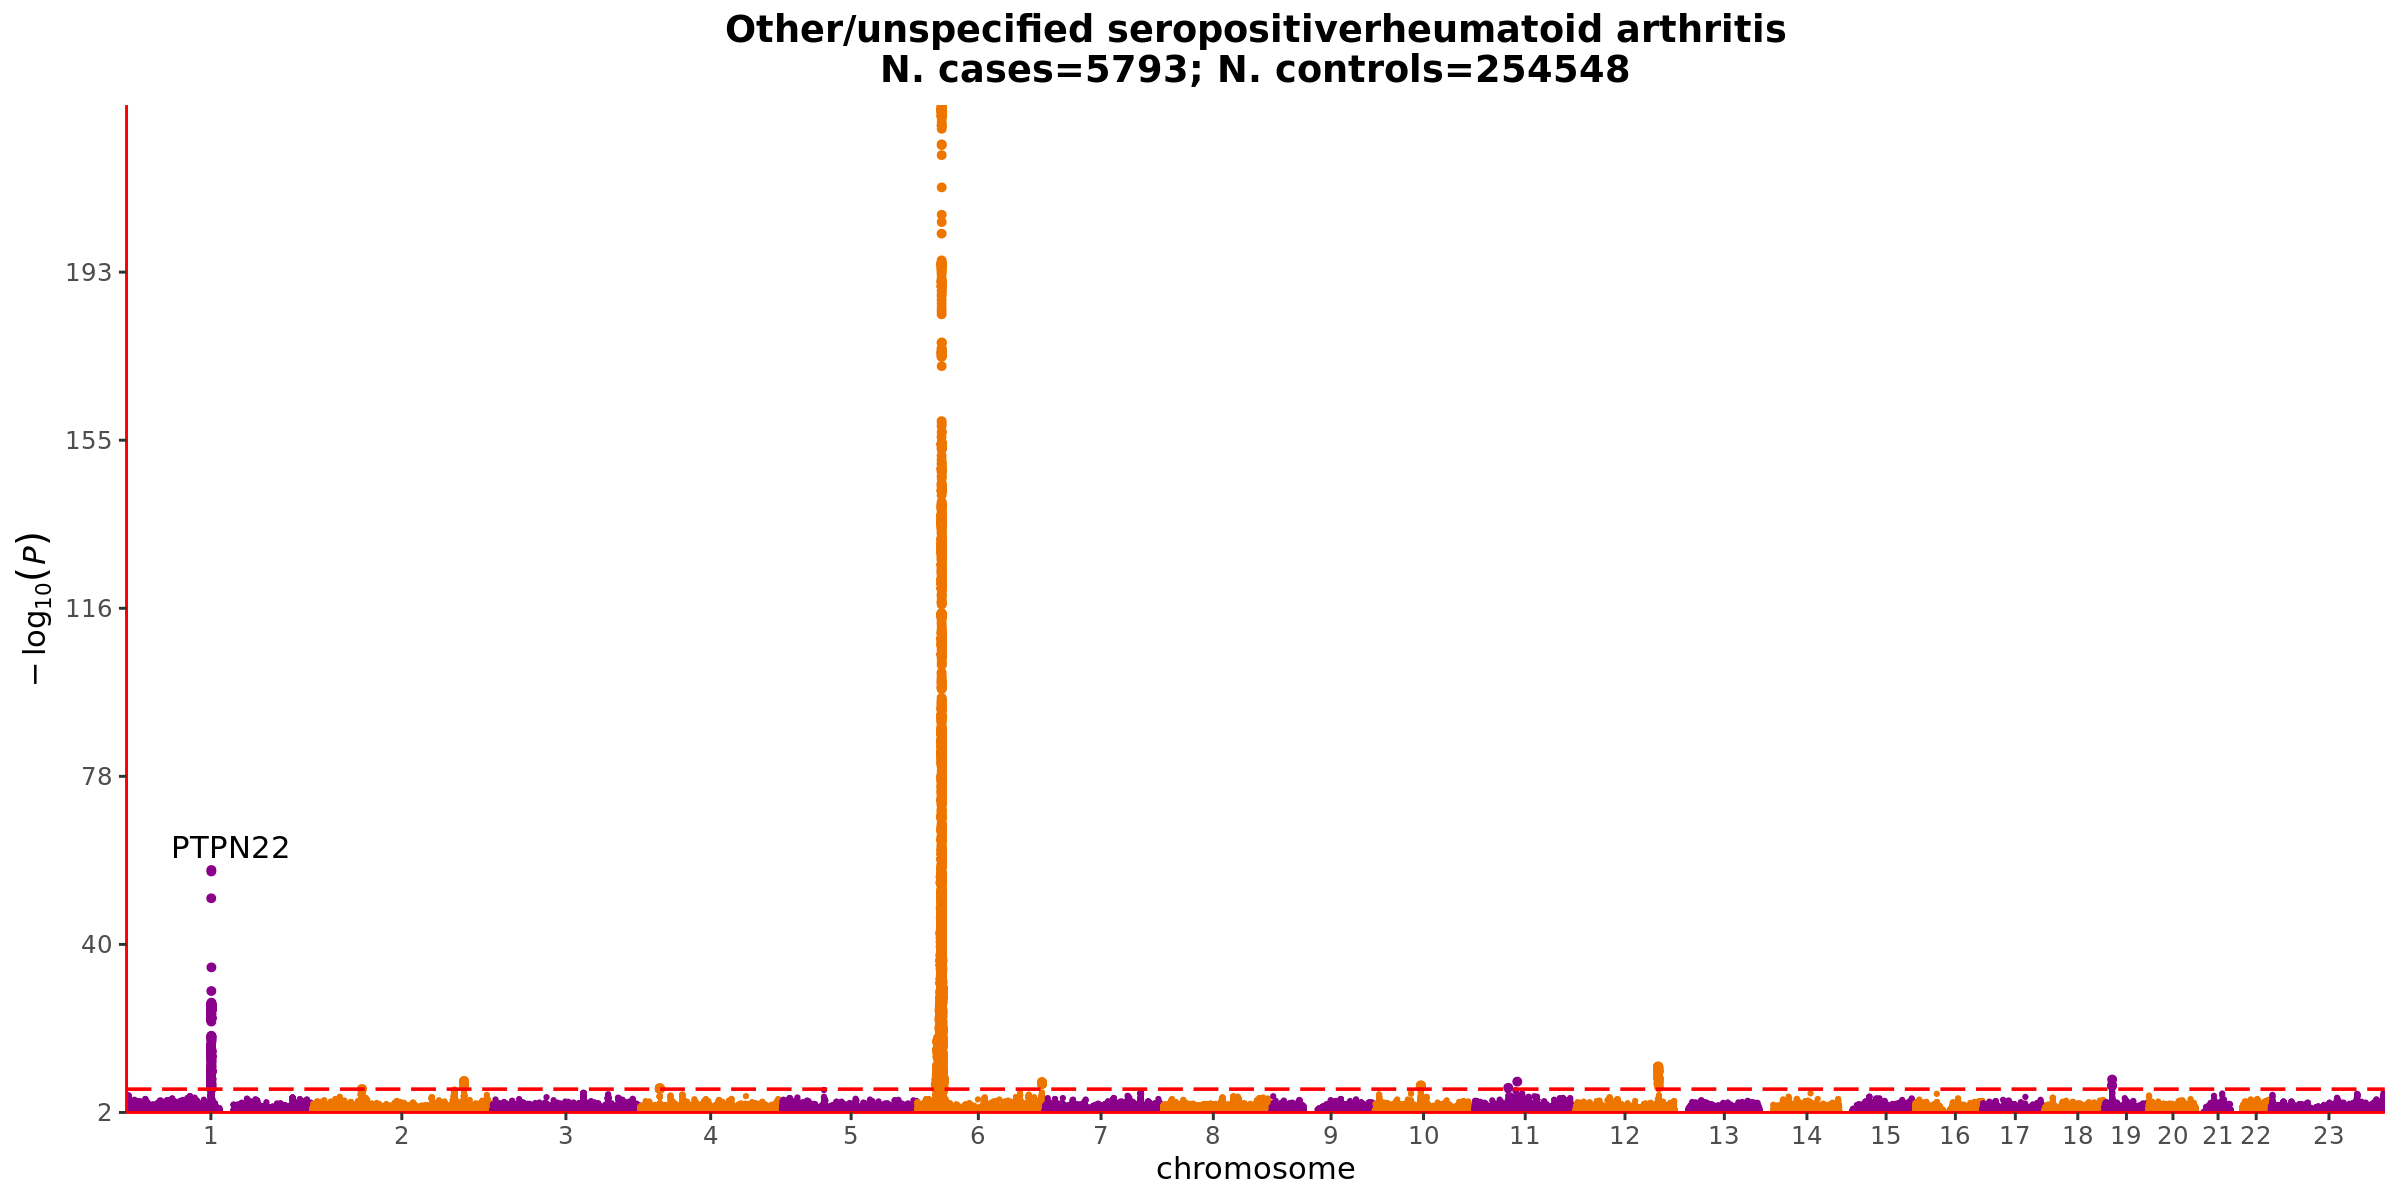 Other/unspecified seropositiverheumatoid arthritis
N. cases=5793; N. controls=254548
193
155
116
78
40
2
− log10(P)
PTPN22
1 2 3 4 5 6 7 8 9 10 11 12 13 14 15 16 17 18 19 20 21 22 23
chromosome